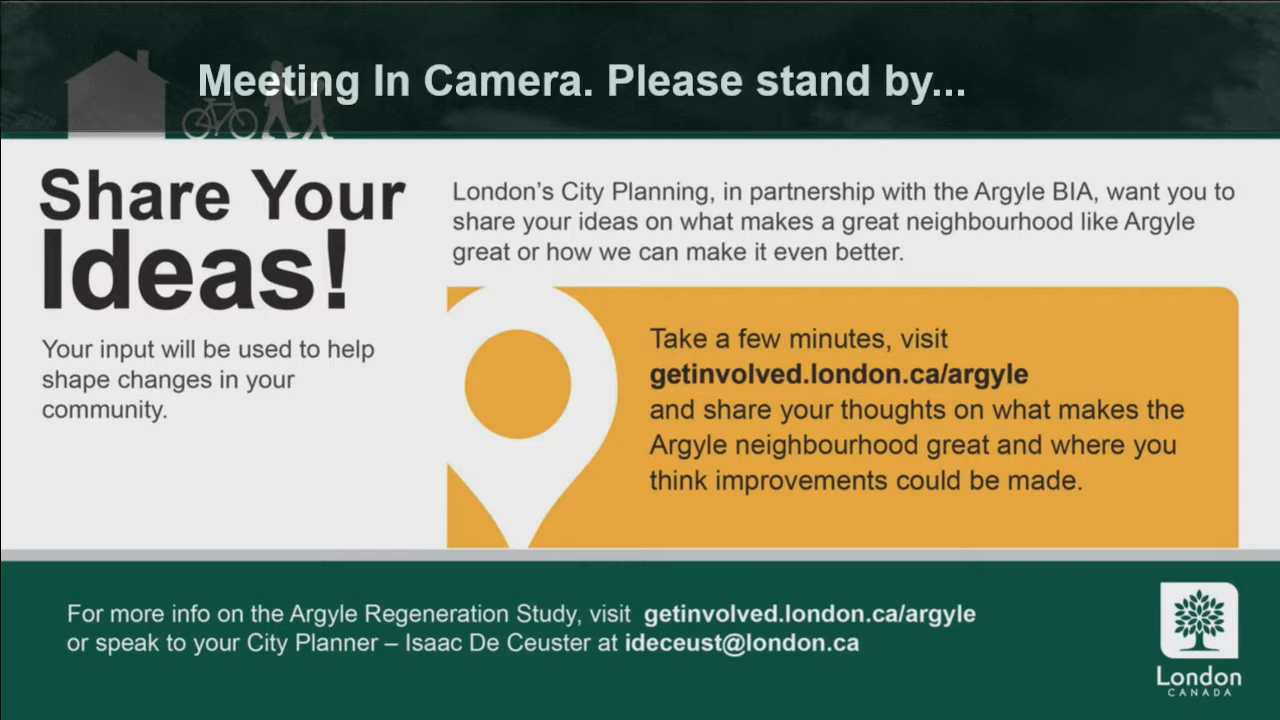 Meeting In Camera. Please stand by...
Share Your
Ideas!
Your input will be used to help
shape changes in your
community.
London’s City Planning, in partnership with the Argyle BIA, want you to
share your ideas on what makes a great neighbourhood like Argyle
great or how we can make it even better.
Take a few minutes, visit
getinvolved.london.ca/argyle
and share your thoughts on what makes the
Argyle neighbourhood great and where you
think improvements could be made.
For more info on the Argyle Regeneration Study, visit getinvolved.london.ca/argyle
or speak to your City Planner – Isaac De Ceuster at ideceust@london.ca
London
CANADA